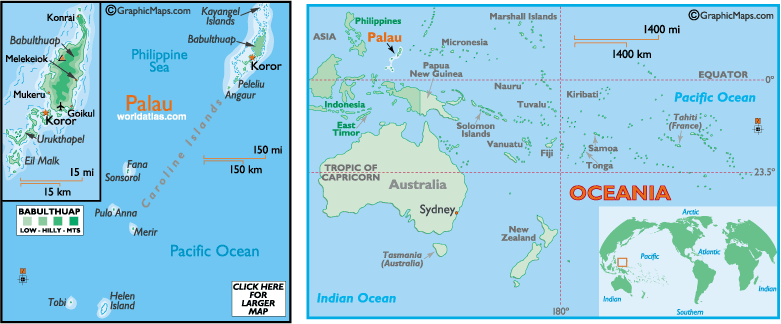 ©GraphicMaps.com
Konrai
Babulthuap
Melekeiok
Mukeru
Goikul
Koror
Urukthapel
Eil Malk
15 mi
15 km
Kayangel
Islands
Babulthuap
Philippine
Sea
Koror
Peleliu
Angaur
Palau
worldatlas.com
Caroline Islands
150 mi
150 km
Fana
Sonsorol
Pulo Anna
Merir
BABULTHUAP
LOW - HILLY - MTS
Pacific Ocean
Tobi
Helen
Island
CLICK HERE
FOR
LARGER
MAP
©GraphicMaps.com
Philippines
Marshall Islands
ASIA
Palau
Micronesia
1400 mi
1400 km
Papua
New Guinea
EQUATOR
0°
Nauru
Kiribati
Pacific Ocean
Indonesia
Tuvalu
East
Timor
Solomon
Islands
Tahiti
(France)
Vanuatu
Fiji
Samoa
Tonga
TROPIC OF
CAPRICORN
23.5°
Australia
OCEANIA
Sydney
New
Zealand
Tasmania
(Australia)
Indian Ocean
180°
Arctic
Pacific
Atlantic
Indian
Indian
Southern